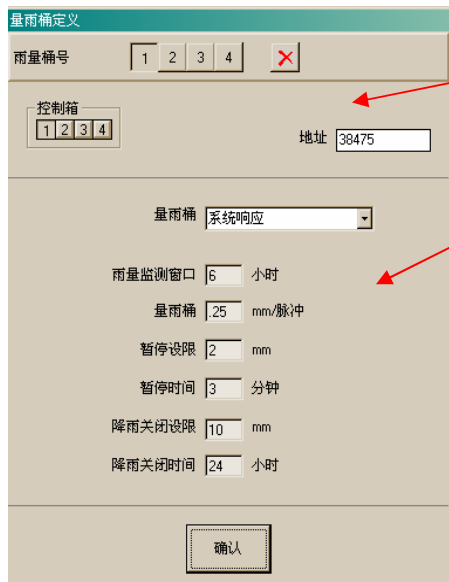 量雨桶定义
雨量桶号 1 2 3 4
控制箱
1 2 3 4
地址 38475
量雨桶 系统响应
雨量监测窗口 6 小时
量雨桶 .25 mm/脉冲
暂停设限 2 mm
暂停时间 3 分钟
降雨关闭设限 10 mm
降雨关闭时间 24 小时
确认